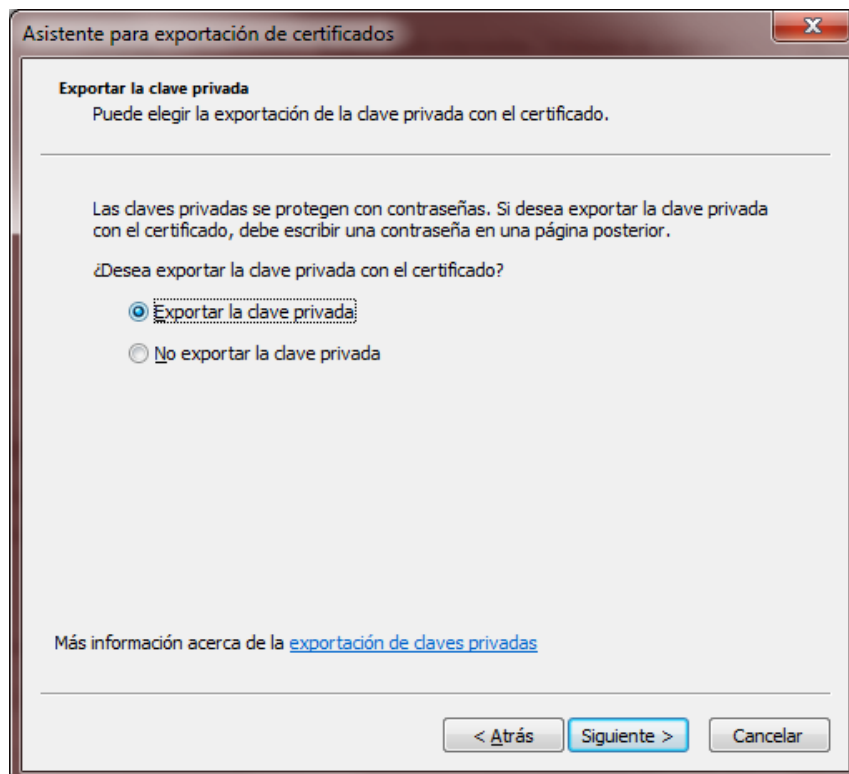 Asistente para exportación de certificados
Exportar la clave privada
Puede elegir la exportación de la clave privada con el certificado.
Las claves privadas se protegen con contraseñas. Si desea exportar la clave privada
con el certificado, debe escribir una contraseña en una página posterior.
¿Desea exportar la clave privada con el certificado?
Exportar la clave privada
No exportar la clave privada
Más información acerca de la exportación de claves privadas
< Atrás Siguiente > Cancelar